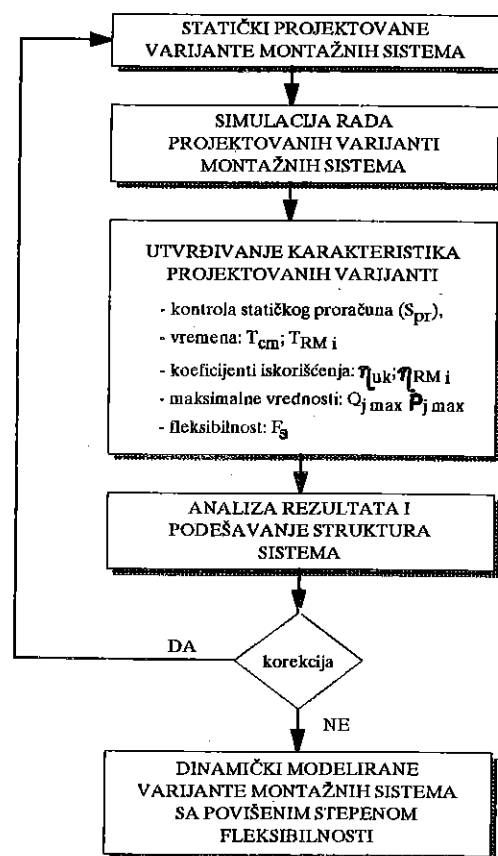 STATIČKI PROJEKTOVANE
VARIJANTE MONTAŽNIH SISTEMA
SIMULACIJA RADA
PROJEKTOVANIH VARIJANTI
MONTAŽNIH SISTEMA
UTVRĐIVANJE KARAKTERISTIKA
PROJEKTOVANIH VARIJANTI
- kontrola statičkog proračuna (Spr),
- vremena: Tcm; TRM i
- koeficijenti iskorišćenja: ηuk; ηRM i
- maksimalne vrednosti: Qj max Pj max
- fleksibilnost: Fa
ANALIZA REZULTATA I
PODEŠAVANJE STRUKTURA
SISTEMA
DA
korekcija
NE
DINAMIČKI MODELIRANE
VARIJANTE MONTAŽNIH SISTEMA
SA POVIŠENIM STEPENOM
FLEKSIBILNOSTI